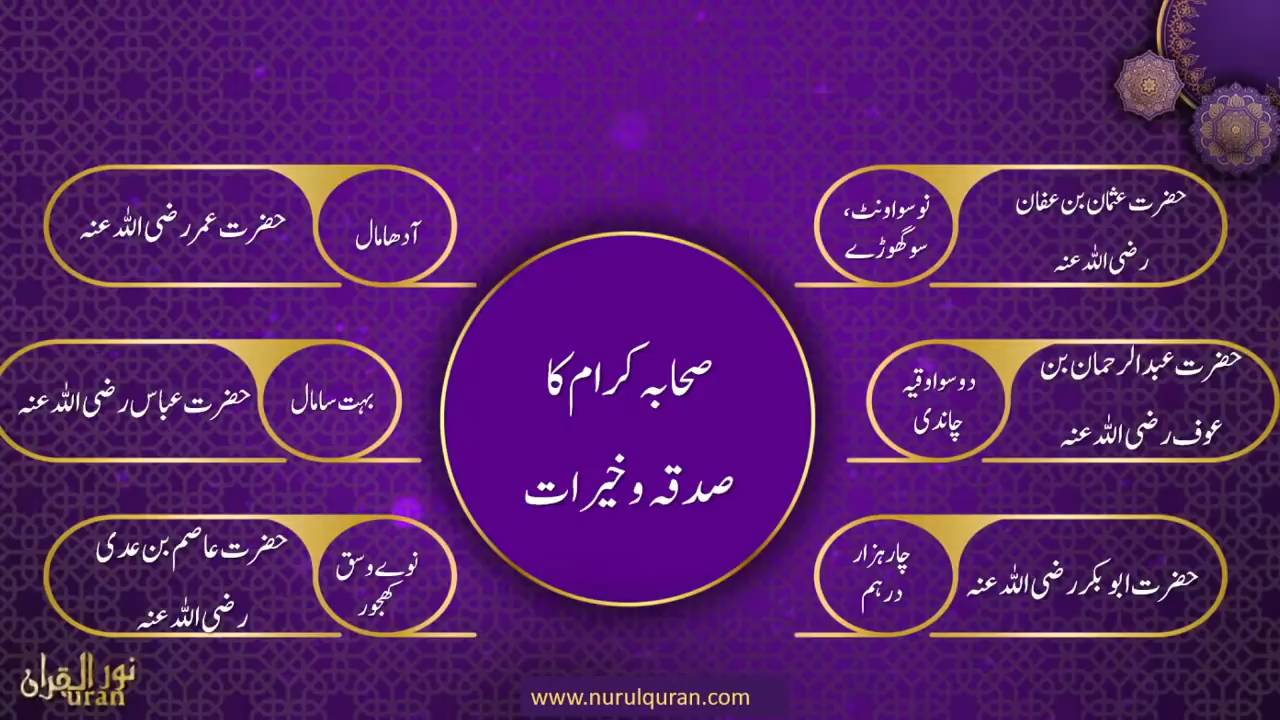 صحابہ کرام کا
صدقہ و خیرات
حضرت عثمان بن عفان
رضی اللہ عنہ
نو سو اونٹ،
سو گھوڑے
حضرت عبدالرحمان بن
عوف رضی اللہ عنہ
دو سو اوقیہ
چاندی
حضرت ابو بکر رضی اللہ عنہ
چار ہزار
درہم
آدھا مال
حضرت عمر رضی اللہ عنہ
بہت سا مال
حضرت عباس رضی اللہ عنہ
نوے وسق
کھجور
حضرت عاصم بن عدی
رضی اللہ عنہ
نور القرآن
uran
www.nurulquran.com